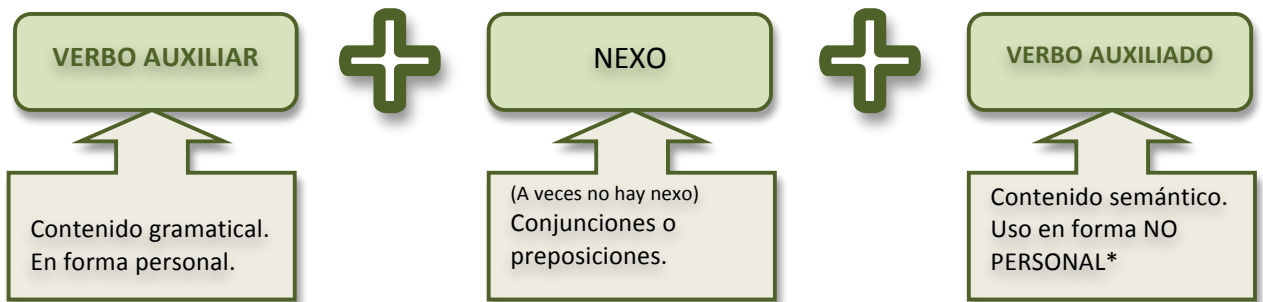 VERBO AUXILIAR
NEXO
VERBO AUXILIADO
Contenido gramatical.
En forma personal.
(A veces no hay nexo)
Conjunciones o
preposiciones.
Contenido semántico.
Uso en forma NO
PERSONAL*